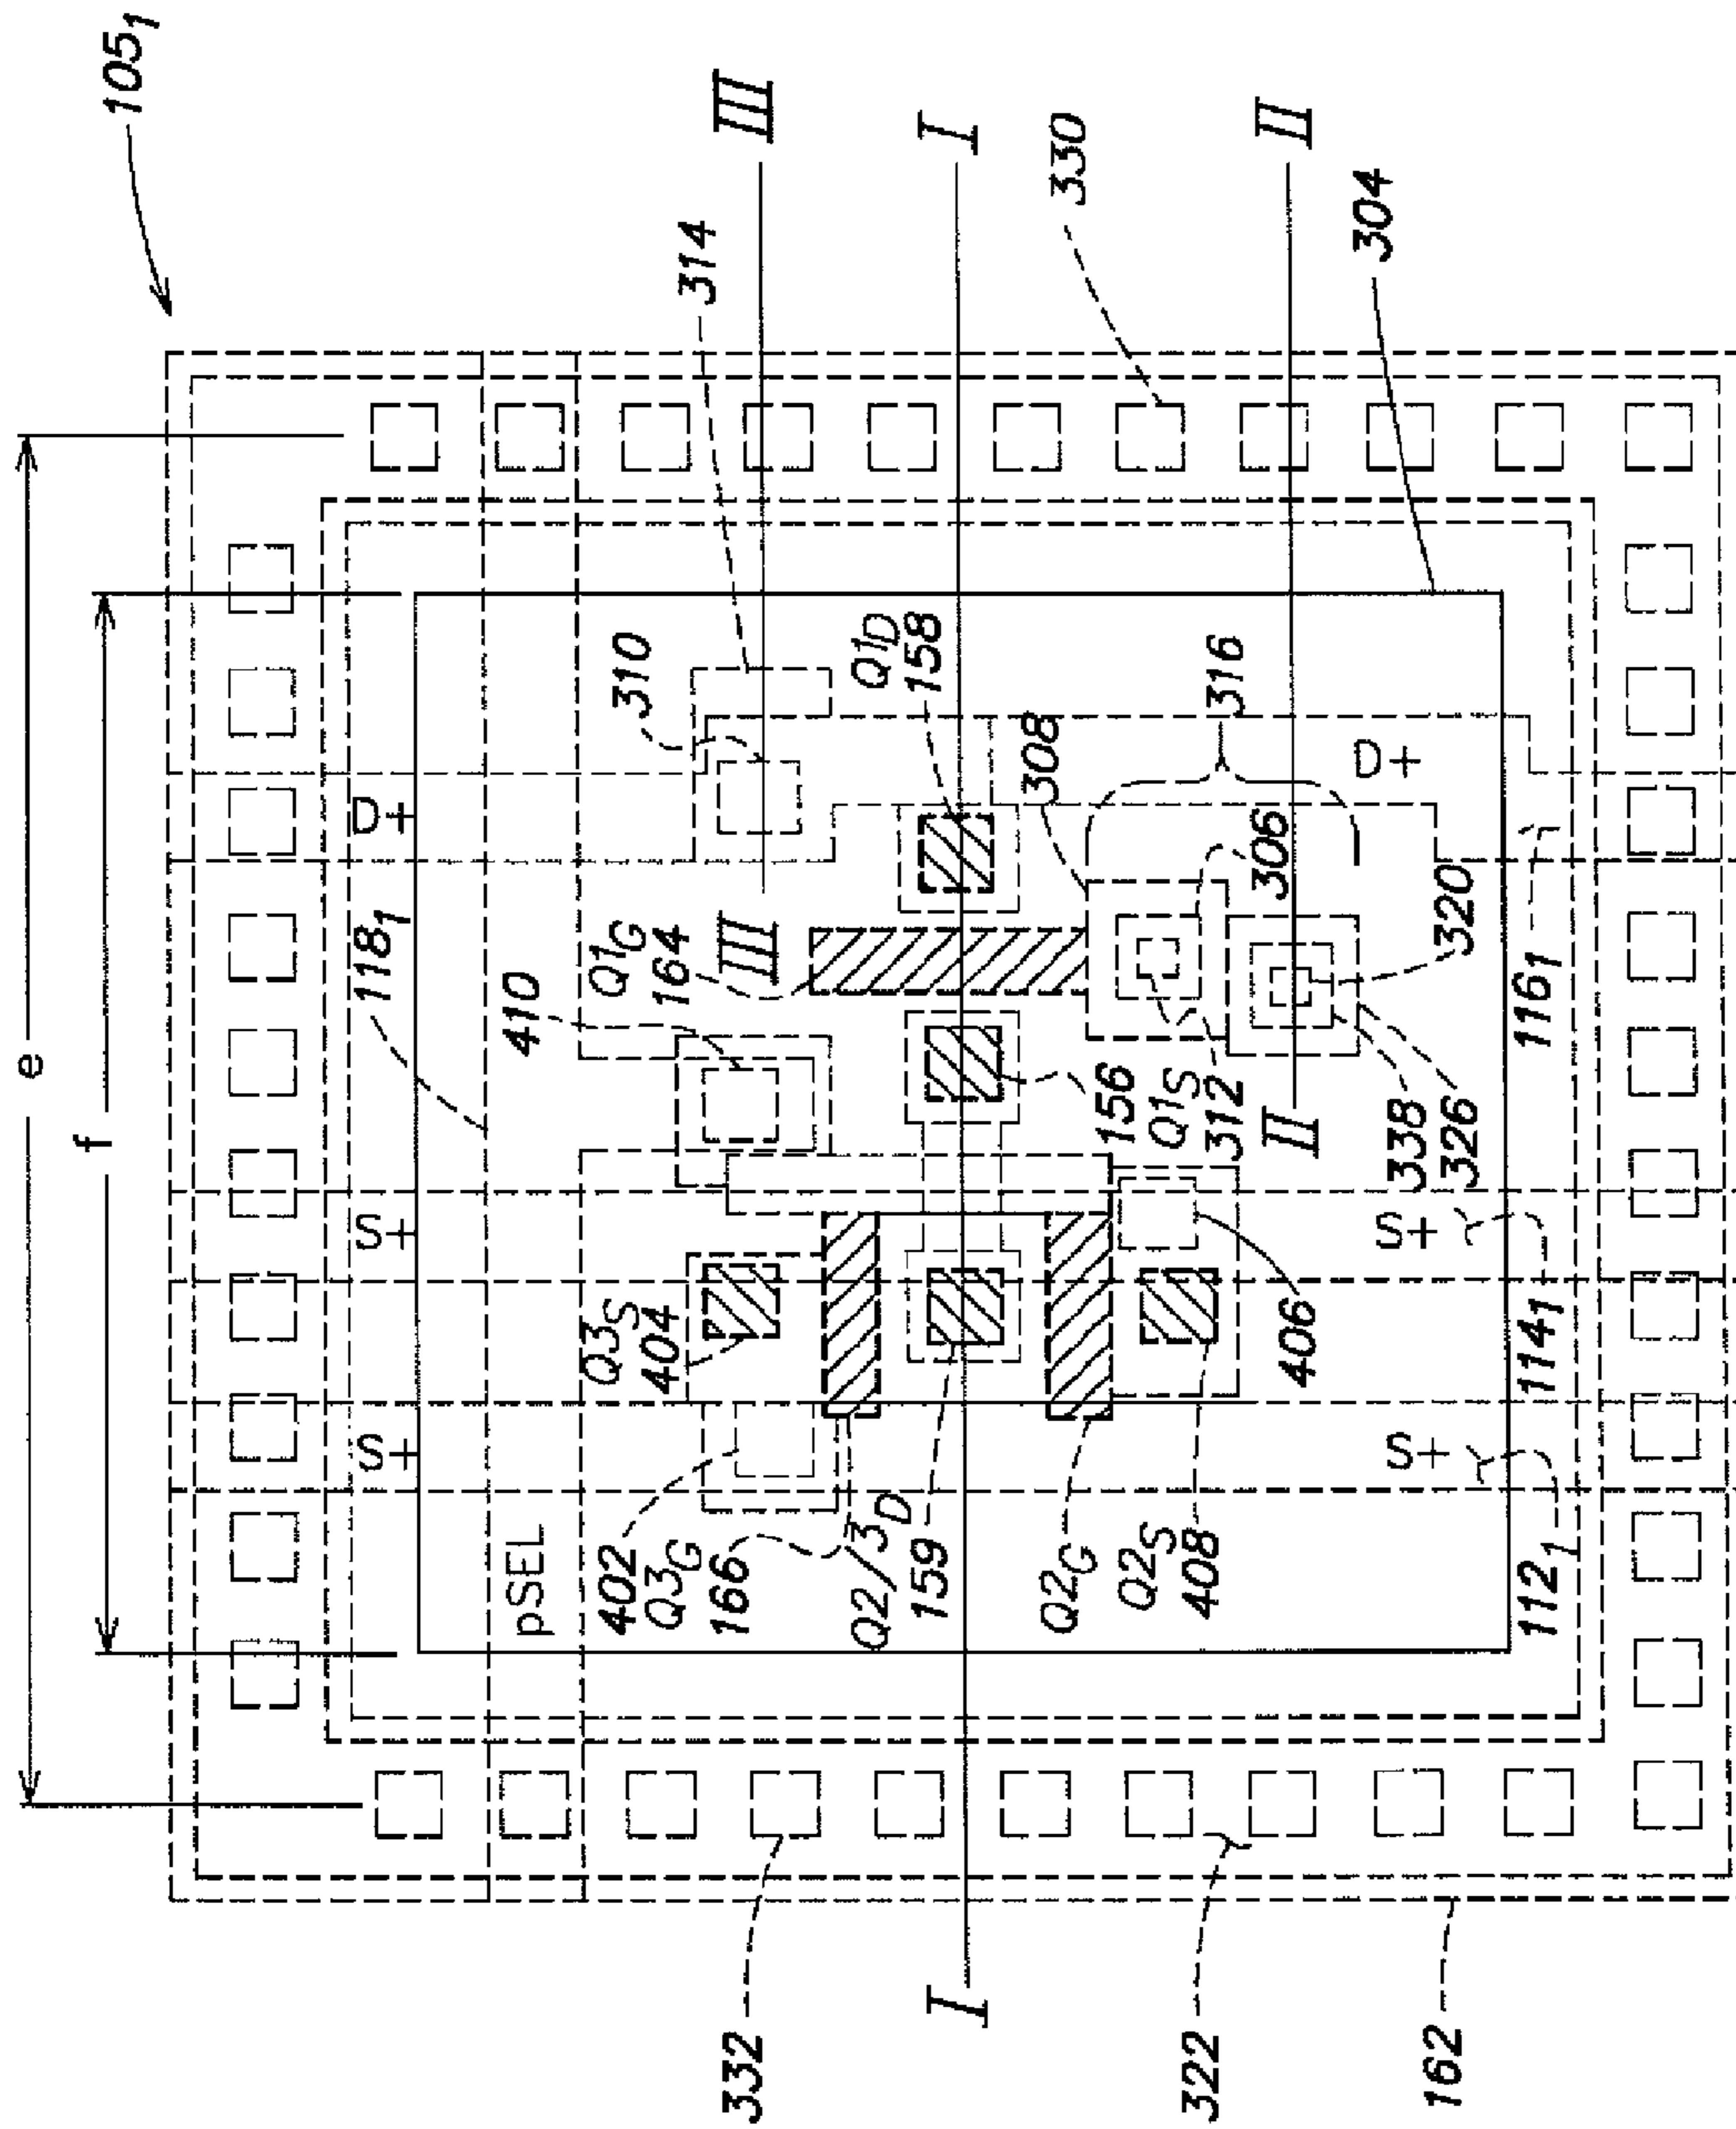 105₁
e
f
III
I
II
314
330
304
310
Q1D
158
316
308
D+
D+
306
118₁
Q1G
164
III
320
410
156
Q1S
312
II
338
326
116₁
S+
S+
Q3S
404
406
114₁
S+
S+
pSEL
402
Q3G
166
Q2/3D
159
Q2G
Q2S
408
112₁
332
I
322
162